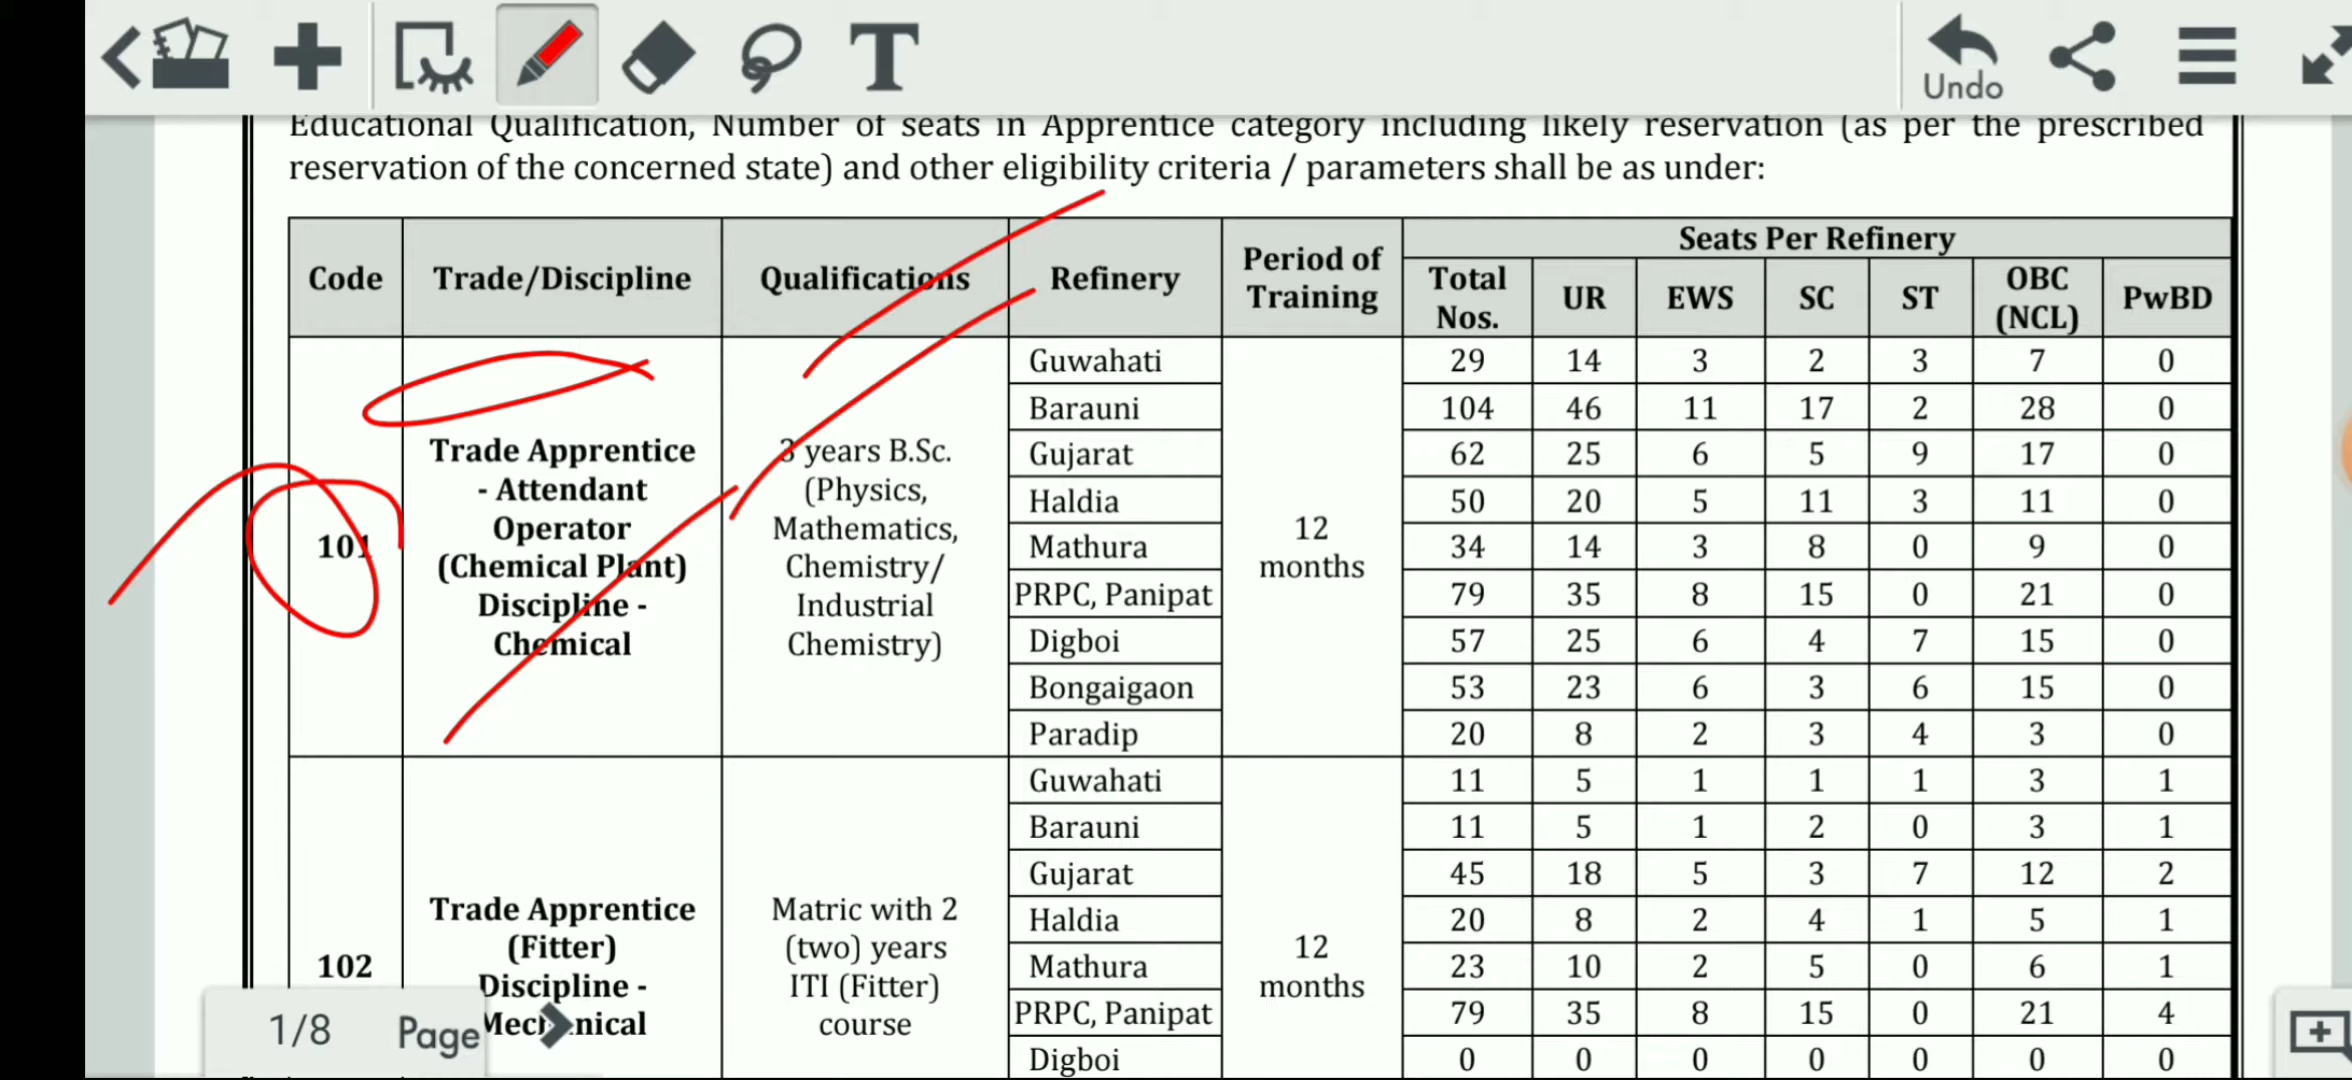 Undo
Educational Qualification, Number of seats in Apprentice category including likely reservation (as per the prescribed
reservation of the concerned state) and other eligibility criteria / parameters shall be as under:
Code Trade/Discipline Qualifications Refinery Period of Training Seats Per Refinery
Total Nos. UR EWS SC ST OBC (NCL) PwBD
101
Trade Apprentice
- Attendant
Operator
(Chemical Plant)
Discipline -
Chemical
3 years B.Sc.
(Physics,
Mathematics,
Chemistry/
Industrial
Chemistry)
12
months
Guwahati 29 14 3 2 3 7 0
Barauni 104 46 11 17 2 28 0
Gujarat 62 25 6 5 9 17 0
Haldia 50 20 5 11 3 11 0
Mathura 34 14 3 8 0 9 0
PRPC, Panipat 79 35 8 15 0 21 0
Digboi 57 25 6 4 7 15 0
Bongaigaon 53 23 6 3 6 15 0
Paradip 20 8 2 3 4 3 0
102
Trade Apprentice
(Fitter)
Discipline -
Mechanical
Matric with 2
(two) years
ITI (Fitter)
course
12
months
Guwahati 11 5 1 1 1 3 1
Barauni 11 5 1 2 0 3 1
Gujarat 45 18 5 3 7 12 2
Haldia 20 8 2 4 1 5 1
Mathura 23 10 2 5 0 6 1
PRPC, Panipat 79 35 8 15 0 21 4
Digboi 0 0 0 0 0 0 0
1/8 Page